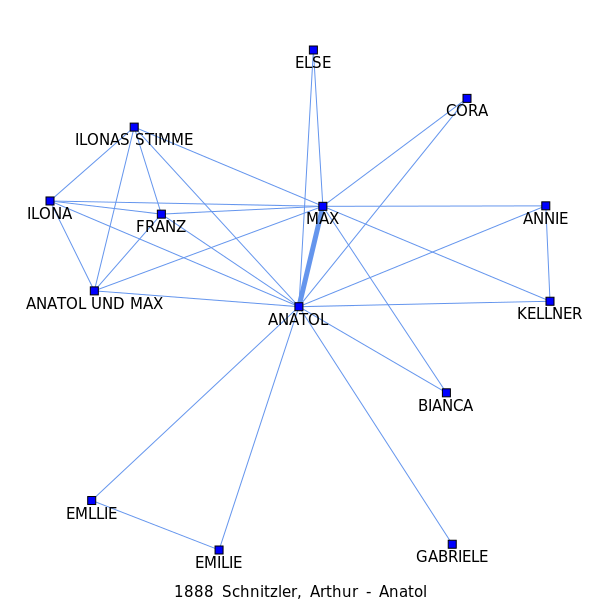 ELSE
CORA
ILONAS STIMME
ILONA
FRANZ
MAX
ANNIE
ANATOL UND MAX
ANATOL
KELLNER
BIANCA
EMLLIE
EMILIE
GABRIELE
1888 Schnitzler, Arthur - Anatol